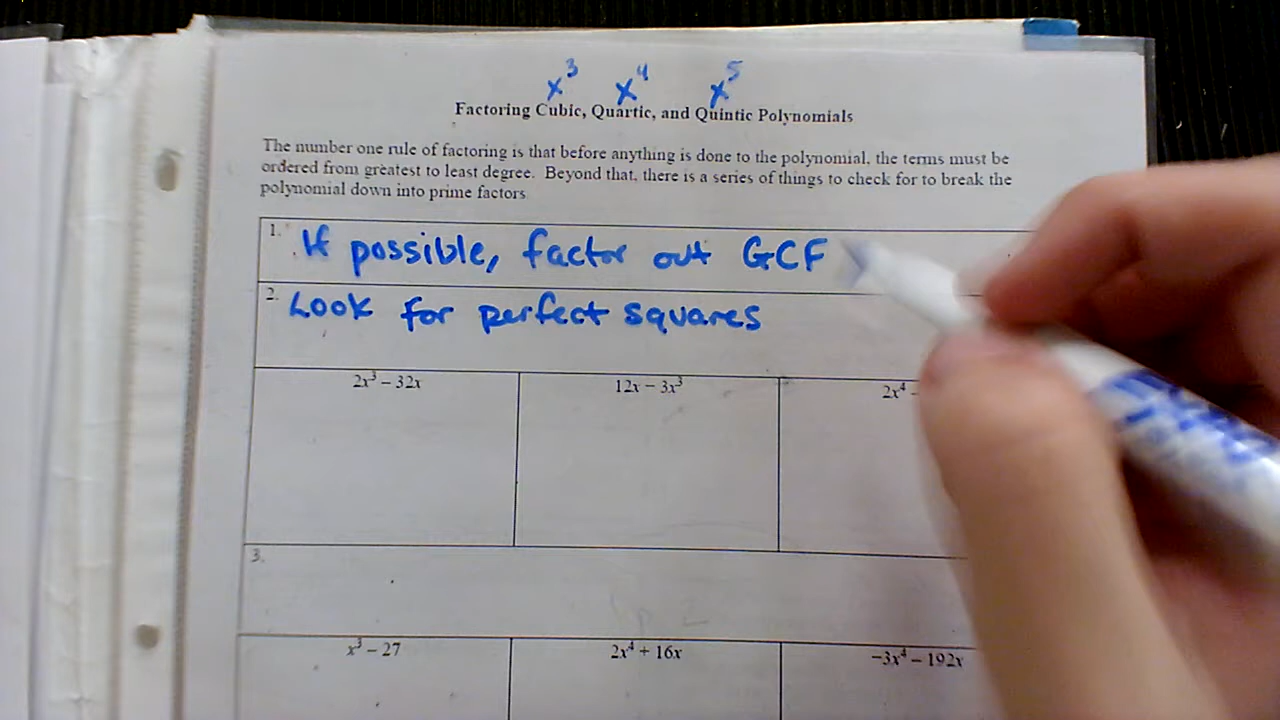 x³ x⁴ x⁵
Factoring Cubic, Quartic, and Quintic Polynomials
The number one rule of factoring is that before anything is done to the polynomial, the terms must be
ordered from greatest to least degree. Beyond that, there is a series of things to check for to break the
polynomial down into prime factors
1. If possible, factor out GCF
2. Look for perfect squares
2x³ – 32x 12x – 3x³ 2x⁴ -
3.
x³ – 27 2x⁴ + 16x –3x⁴ – 192x